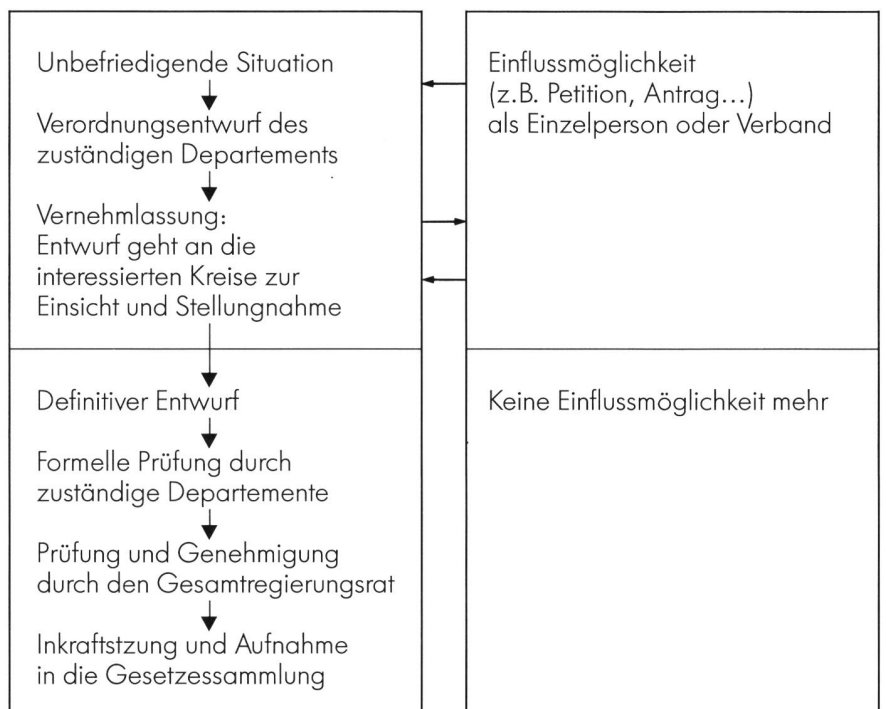 Unbefriedigende Situation
Verordnungsentwurf des
zuständigen Departements
Vernehmlassung:
Entwurf geht an die
interessierten Kreise zur
Einsicht und Stellungnahme
Einflussmöglichkeit
(z.B. Petition, Antrag...)
als Einzelperson oder Verband
Definitiver Entwurf
Formelle Prüfung durch
zuständige Departemente
Prüfung und Genehmigung
durch den Gesamtregierungsrat
Inkraftstzung und Aufnahme
in die Gesetzessammlung
Keine Einflussmöglichkeit mehr